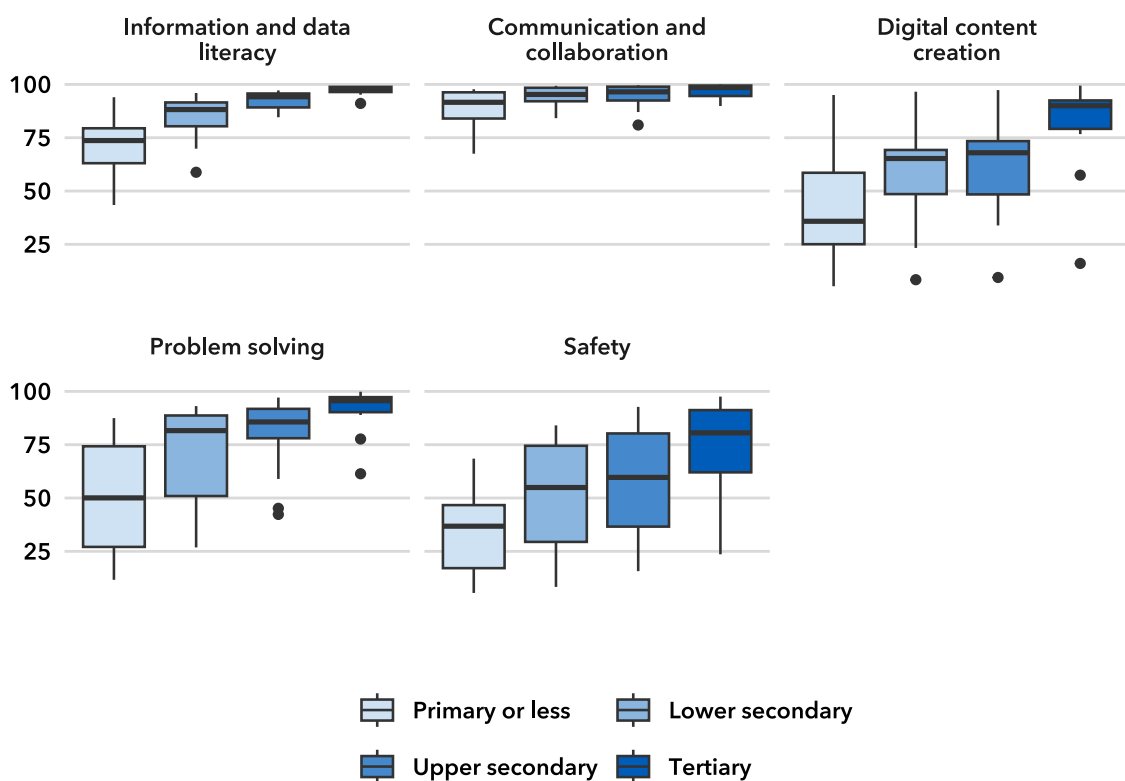 Information and data
literacy
Communication and
collaboration
Digital content
creation
100
75
50
25
Problem solving
Safety
100
75
50
25
Primary or less
Lower secondary
Upper secondary
Tertiary